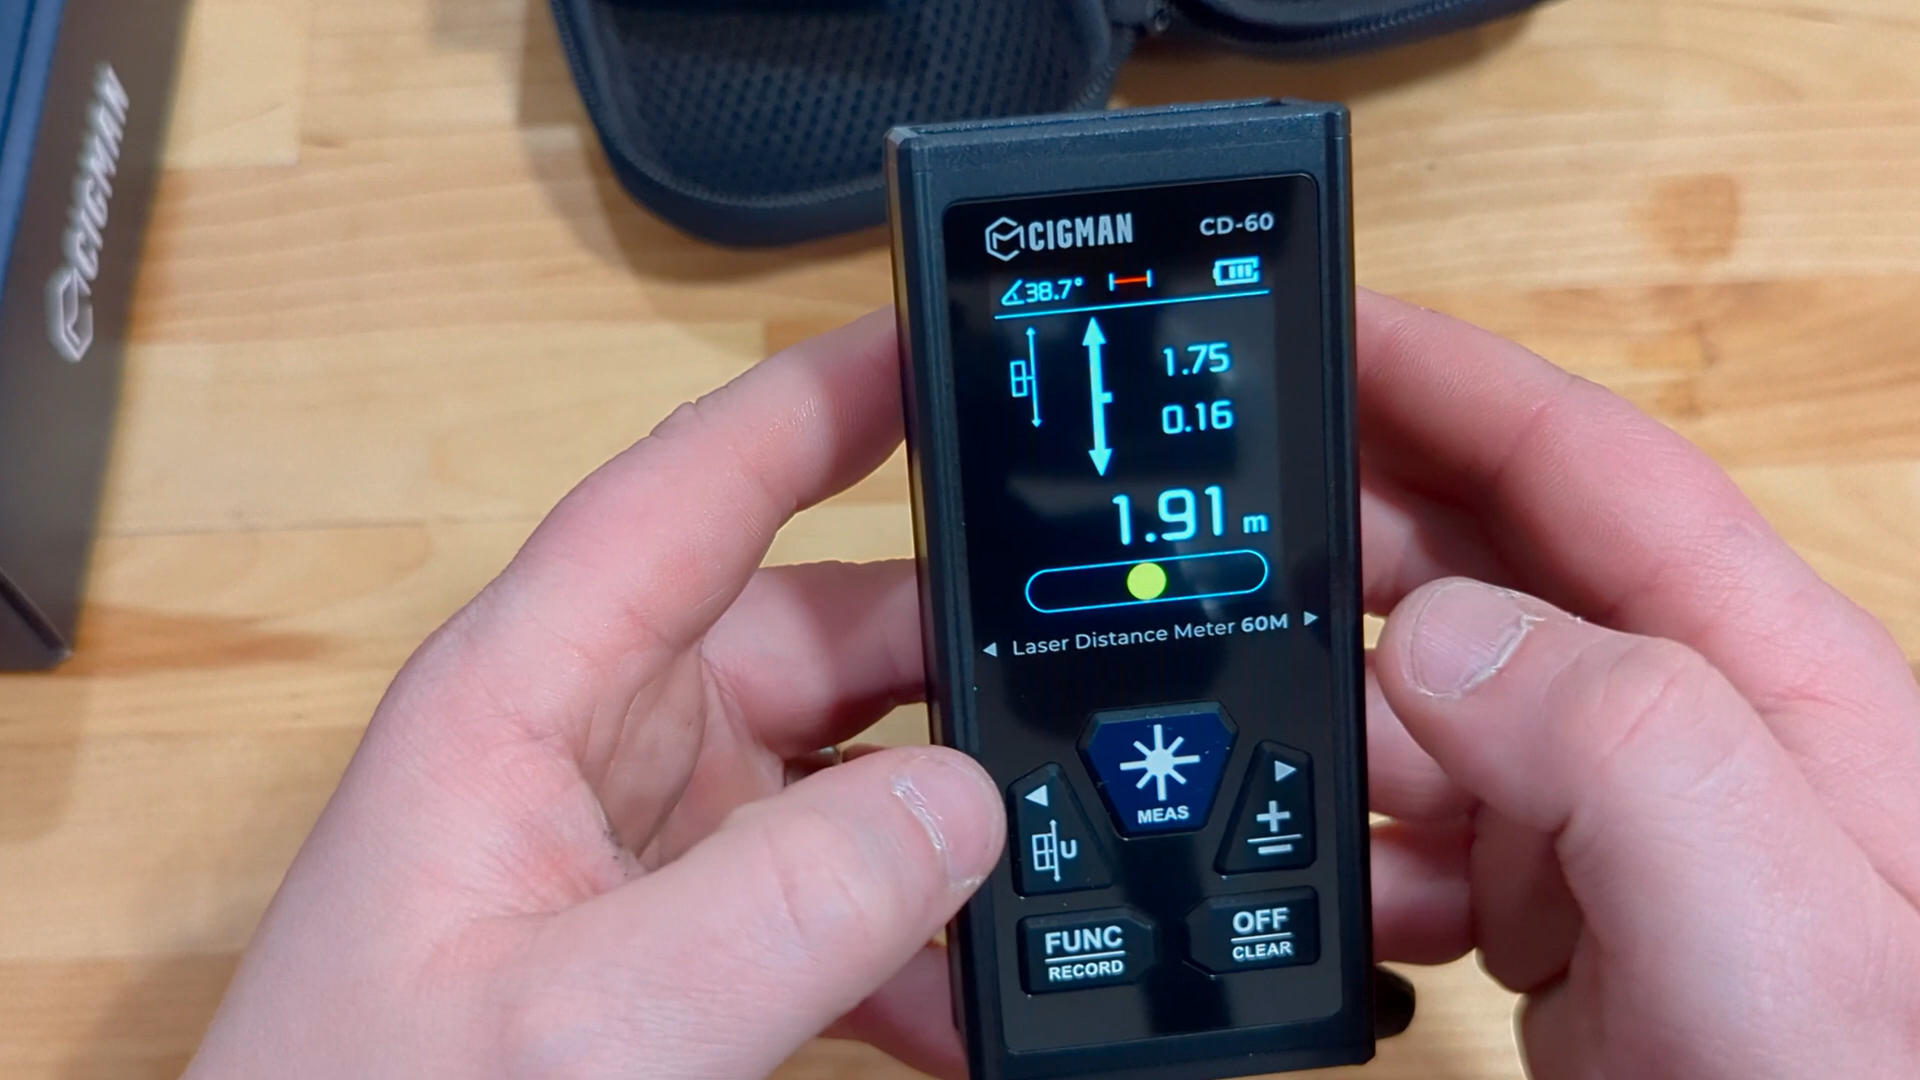 CIGMAN
CIGMAN
CD-60
38.7°
1.75
0.16
1.91 m
Laser Distance Meter 60M
MEAS
U
FUNC
RECORD
OFF
CLEAR